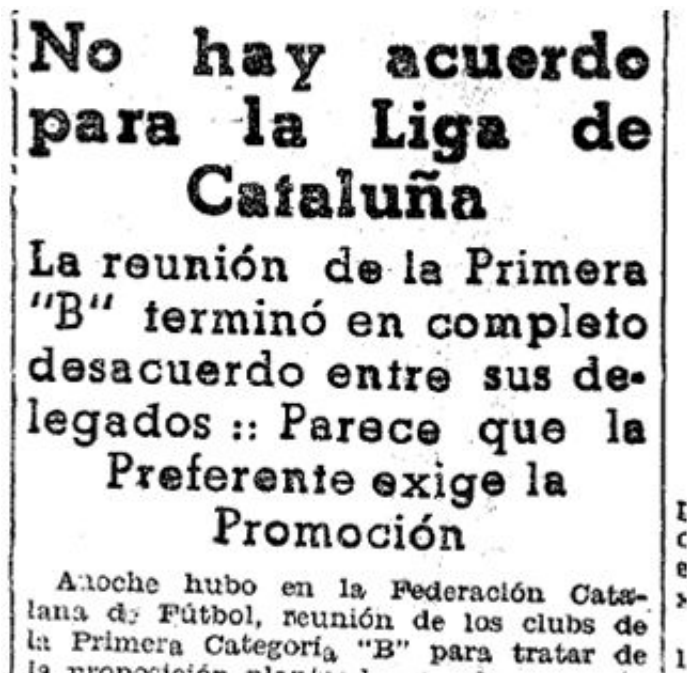 No hay acuerdo
para la Liga de
Cataluña
La reunión de la Primera
"B" terminó en completo
desacuerdo entre sus de-
legados :: Parece que la
Preferente exige la
Promoción
Anoche hubo en la Federación Cata-
lana de Fútbol, reunión de los clubs de
la Primera Categoría "B" para tratar de
la proposición